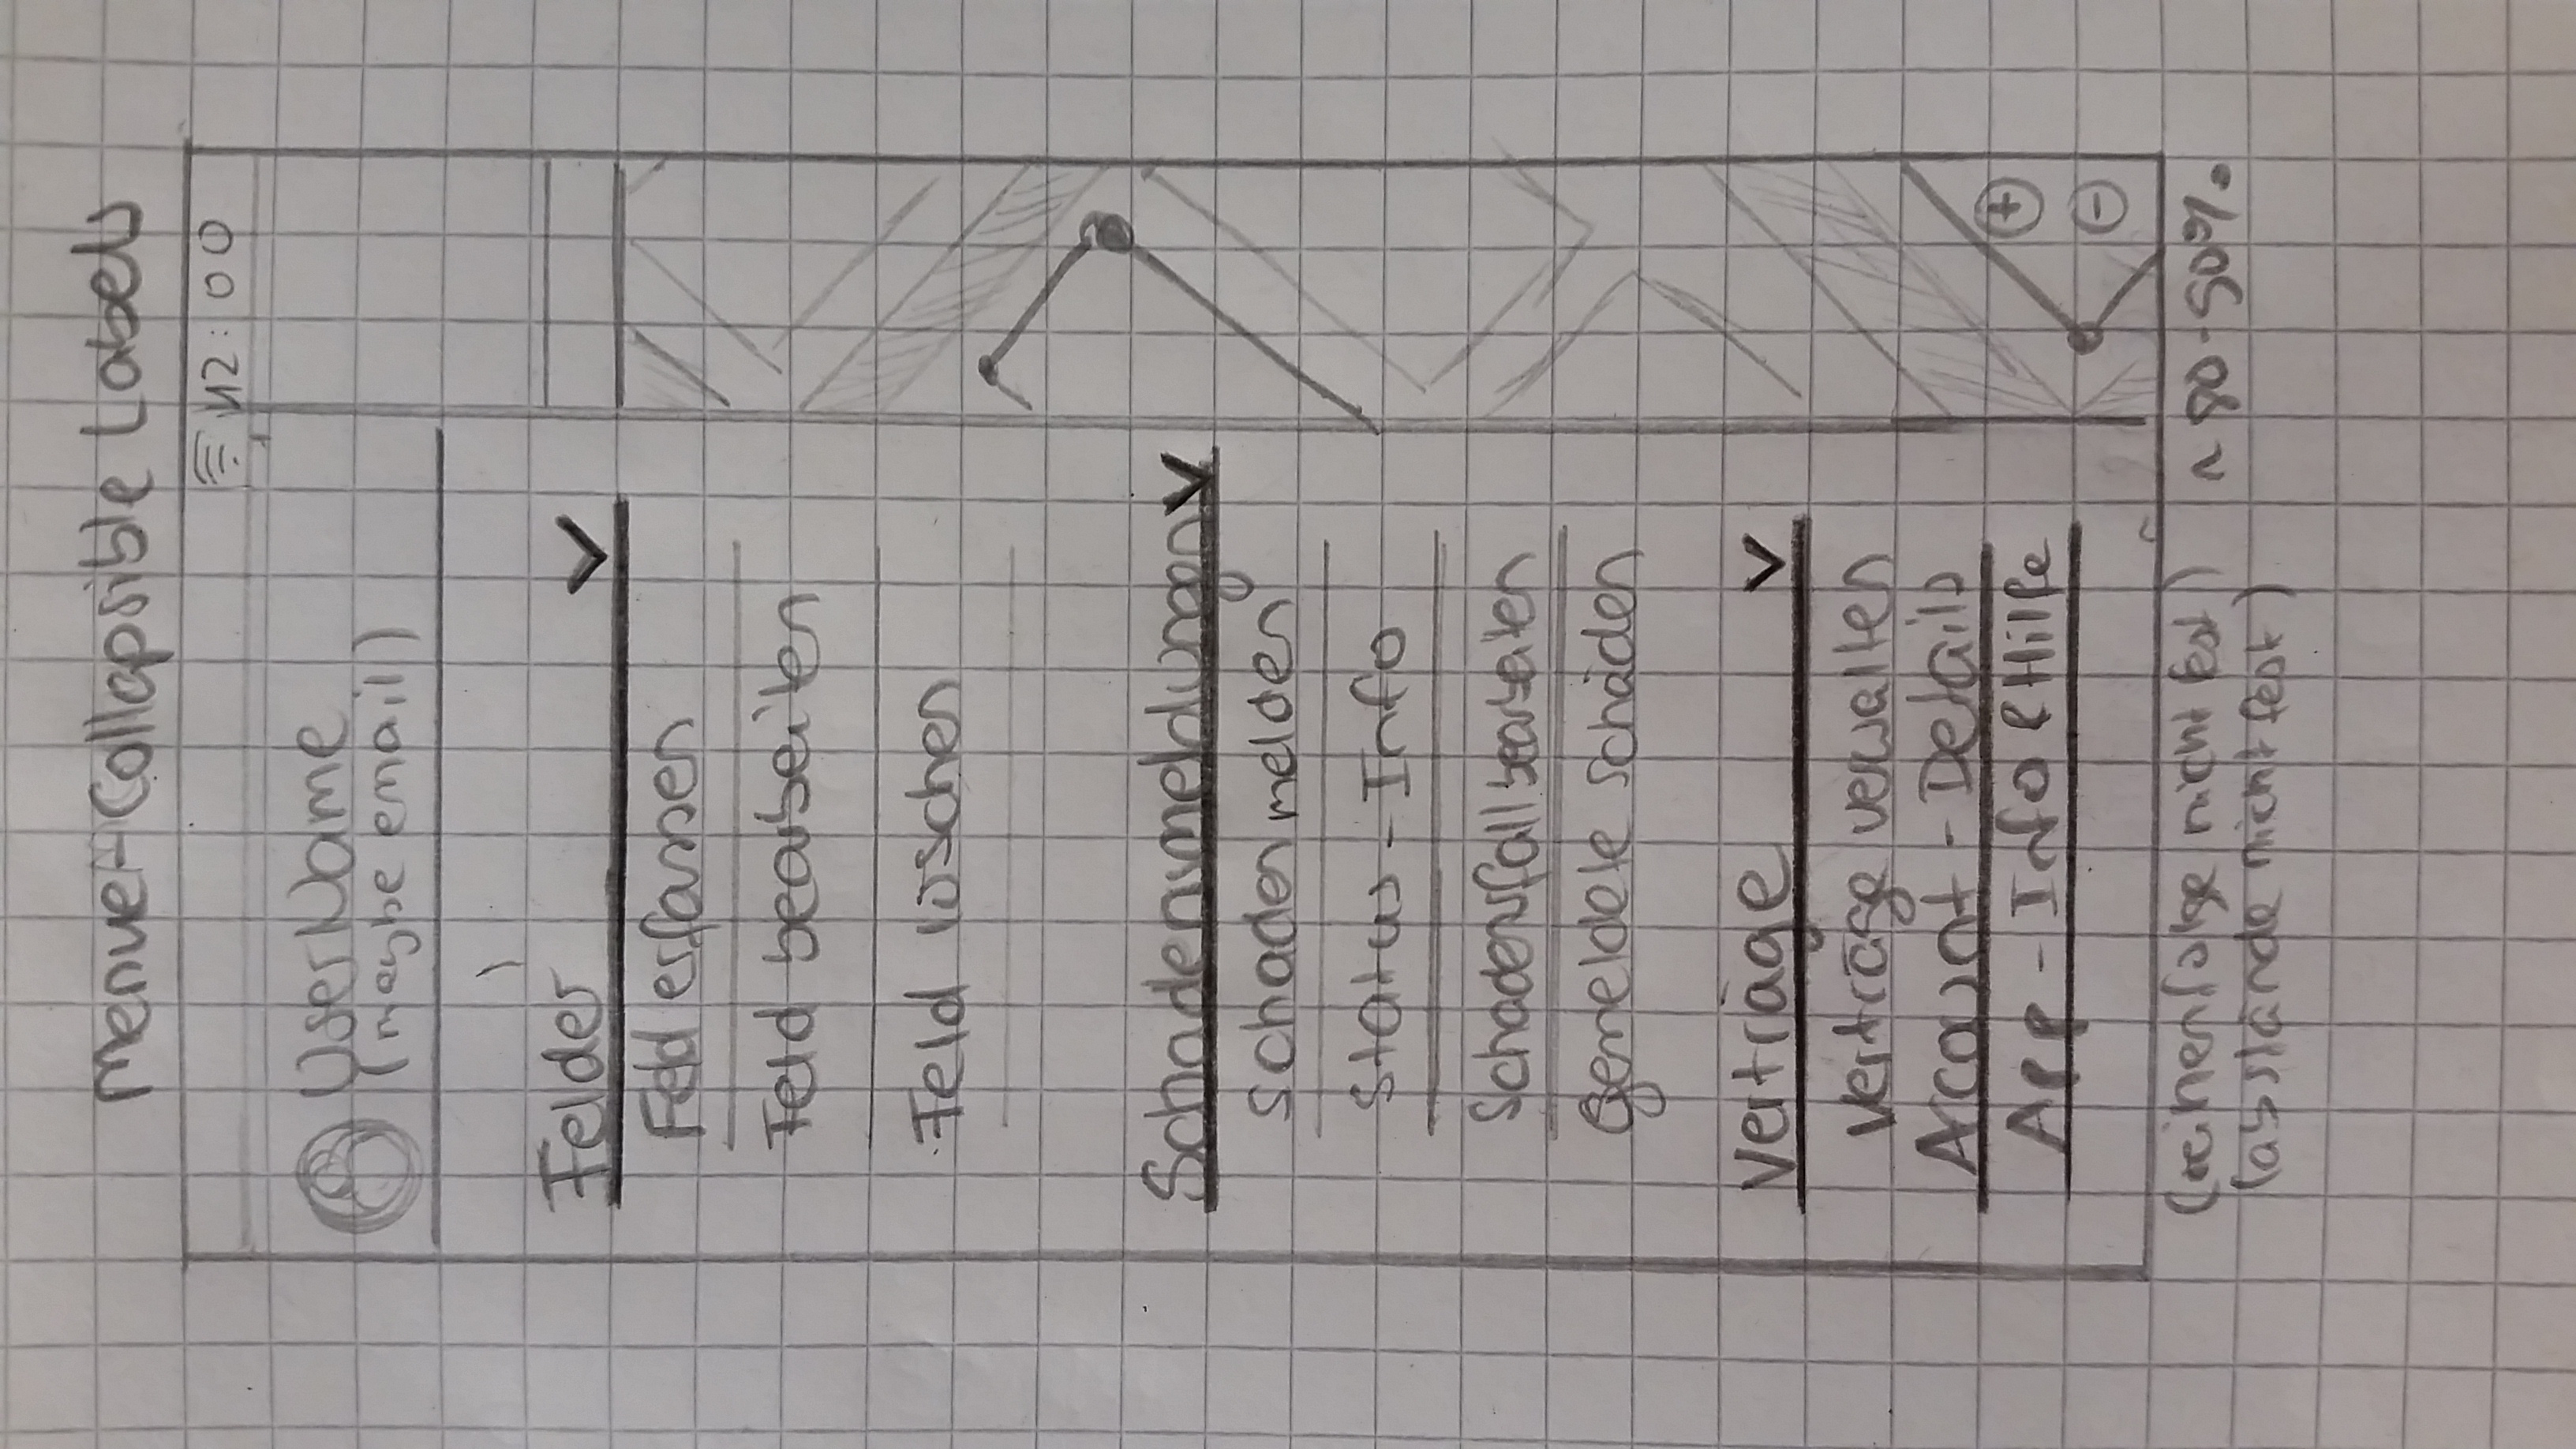 Menue-Collapsible Labels
12:00
UserName
(maybe email)
Felder
Feld erfassen
Feld bearbeiten
Feld löschen
Schadensmeldungen
Schaden melden
Status-Info
Schadensfall bearbeiten
gemeldete Schäden
Verträge
Verträge verwalten
Account-Details
App-Info & Hilfe
(reihenfolge nicht fest)
~80-90%
(abstände nicht fest)